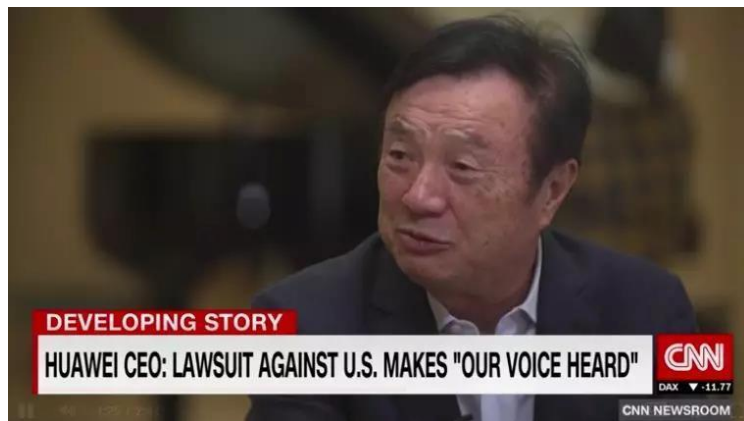 DEVELOPING STORY
HUAWEI CEO: LAWSUIT AGAINST U.S. MAKES "OUR VOICE HEARD"
CNN
DAX ▼ -11.77
CNN NEWSROOM